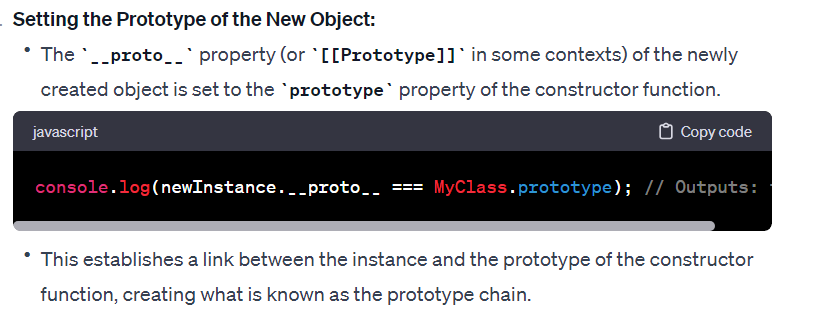 Setting the Prototype of the New Object:
• The `__proto__` property (or `[[Prototype]]` in some contexts) of the newly
created object is set to the `prototype` property of the constructor function.
javascript Copy code
console.log(newInstance.__proto__ === MyClass.prototype); // Outputs:
• This establishes a link between the instance and the prototype of the constructor
function, creating what is known as the prototype chain.